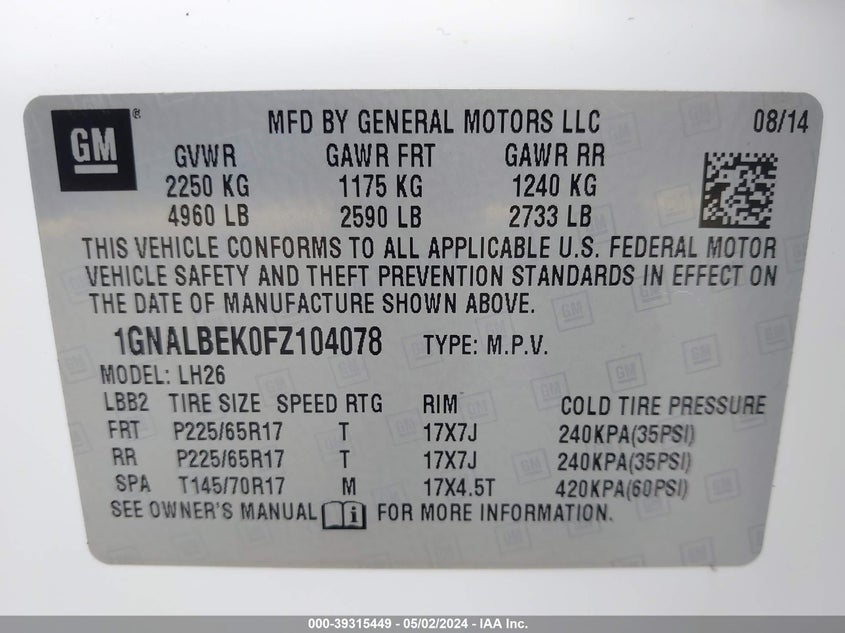 GM ® MFD BY GENERAL MOTORS LLC 08/14
GVWR GAWR FRT GAWR RR
2250 KG 1175 KG 1240 KG
4960 LB 2590 LB 2733 LB
THIS VEHICLE CONFORMS TO ALL APPLICABLE U.S. FEDERAL MOTOR
VEHICLE SAFETY AND THEFT PREVENTION STANDARDS IN EFFECT ON
THE DATE OF MANUFACTURE SHOWN ABOVE.
1GNALBEK0FZ104078 TYPE: M.P.V.
MODEL: LH26
LBB2 TIRE SIZE SPEED RTG RIM COLD TIRE PRESSURE
FRT P225/65R17 T 17X7J 240KPA(35PSI)
RR P225/65R17 T 17X7J 240KPA(35PSI)
SPA T145/70R17 M 17X4.5T 420KPA(60PSI)
SEE OWNER'S MANUAL i FOR MORE INFORMATION.
000-39315449 - 05/02/2024 - IAA Inc.